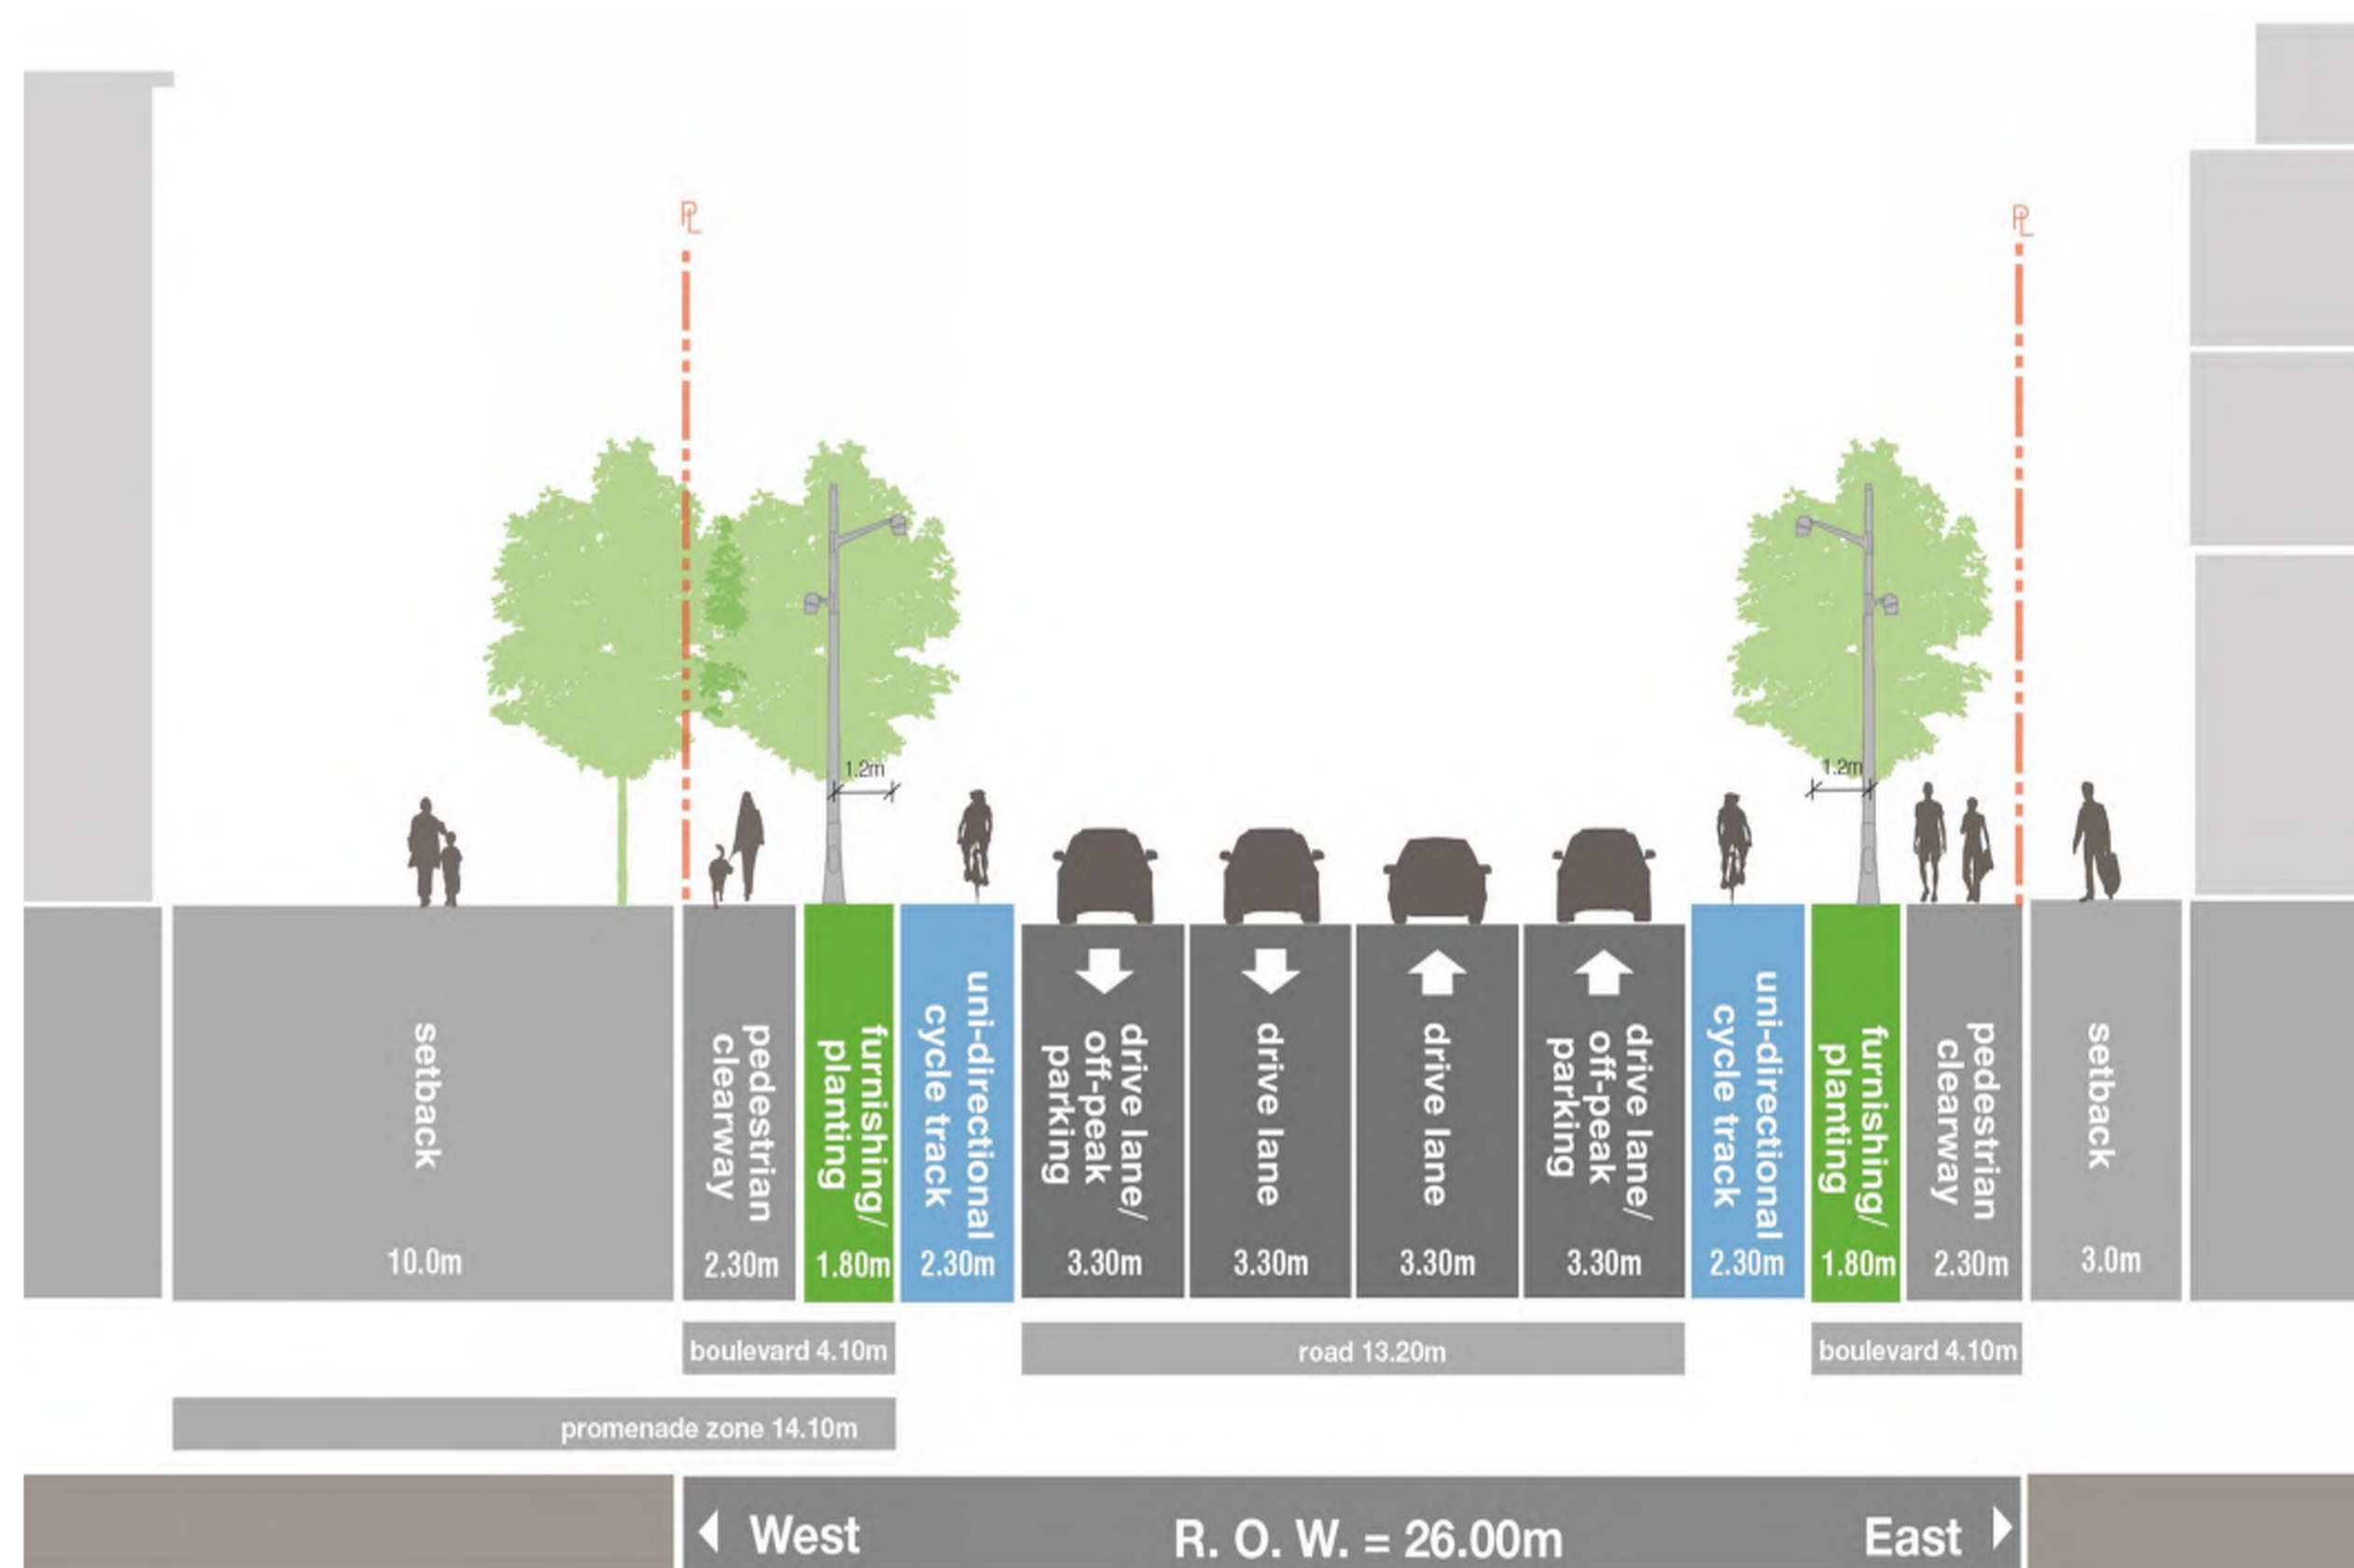 PL
PL
1.2m
1.2m
setback
10.0m
pedestrian
clearway
2.30m
furnishing/
planting
1.80m
uni-directional
cycle track
2.30m
drive lane/
off-peak
parking
3.30m
drive lane
3.30m
drive lane
3.30m
drive lane/
off-peak
parking
3.30m
uni-directional
cycle track
2.30m
furnishing/
planting
1.80m
pedestrian
clearway
2.30m
setback
3.0m
boulevard 4.10m
road 13.20m
boulevard 4.10m
promenade zone 14.10m
West
R. O. W. = 26.00m
East